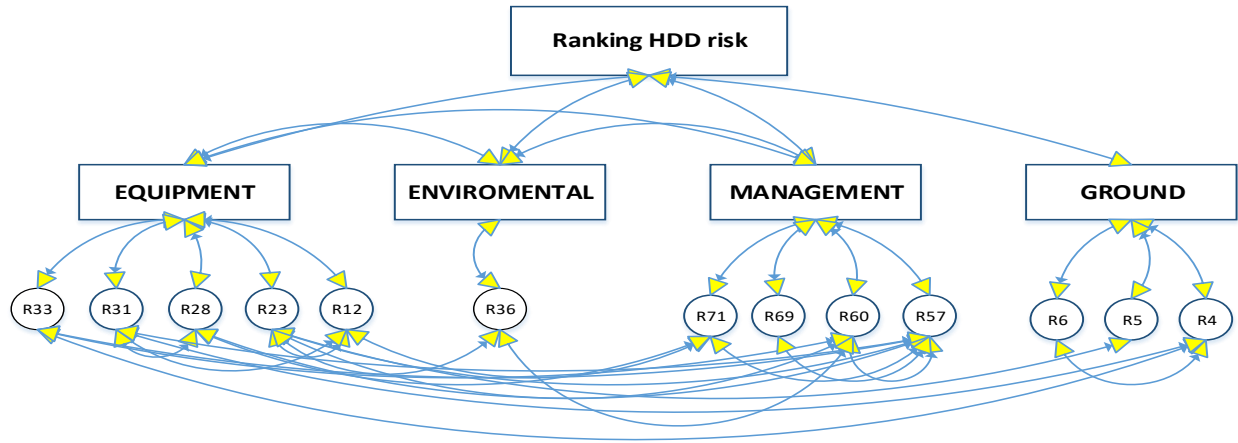 Ranking HDD risk
EQUIPMENT
ENVIROMENTAL
MANAGEMENT
GROUND
R33
R31
R28
R23
R12
R36
R71
R69
R60
R57
R6
R5
R4